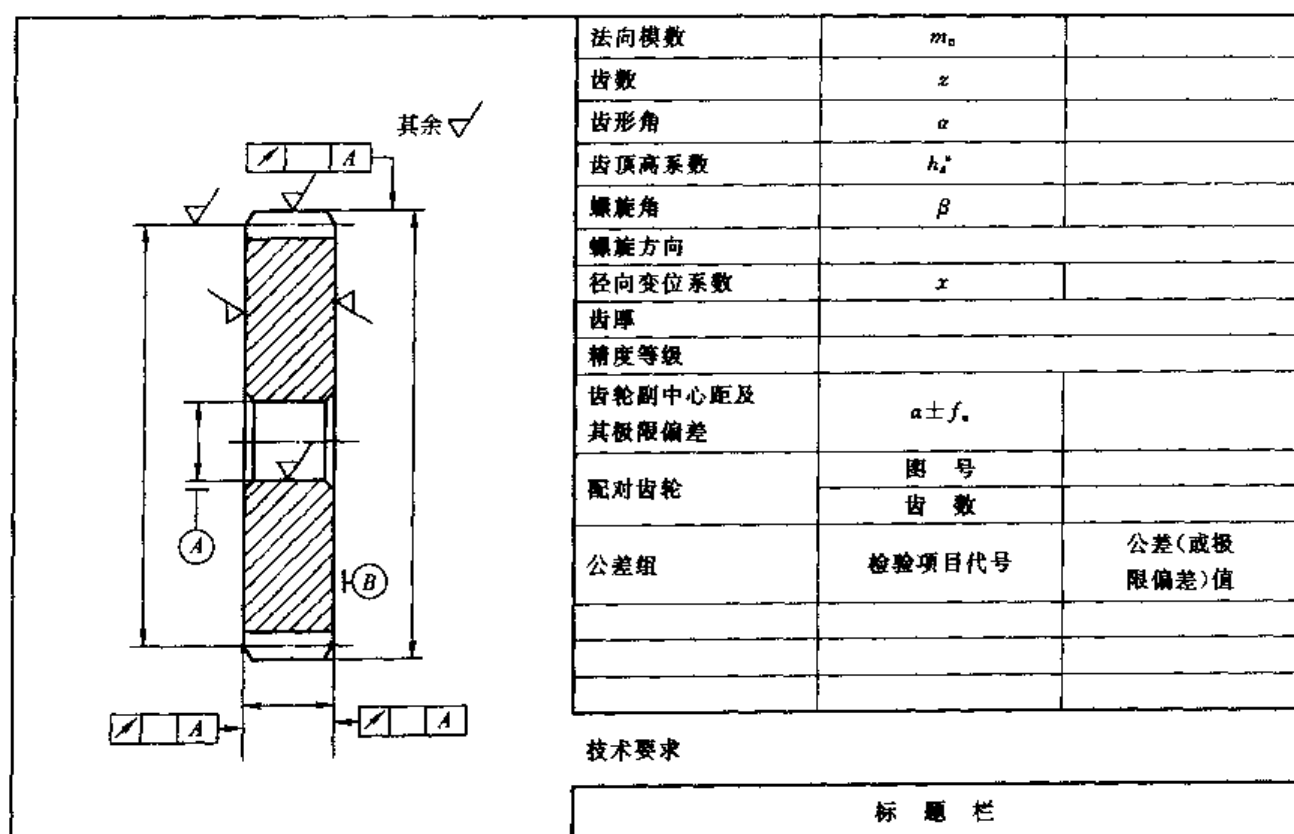 其余
A
A
B
A
A
法向模数 mₙ
齿数 z
齿形角 α
齿顶高系数 hₐ*
螺旋角 β
螺旋方向
径向变位系数 x
齿厚
精度等级
齿轮副中心距及
其极限偏差 a±fₐ
配对齿轮 图 号
齿 数
公差组 检验项目代号 公差(或极
限偏差)值
技术要求
标 题 栏